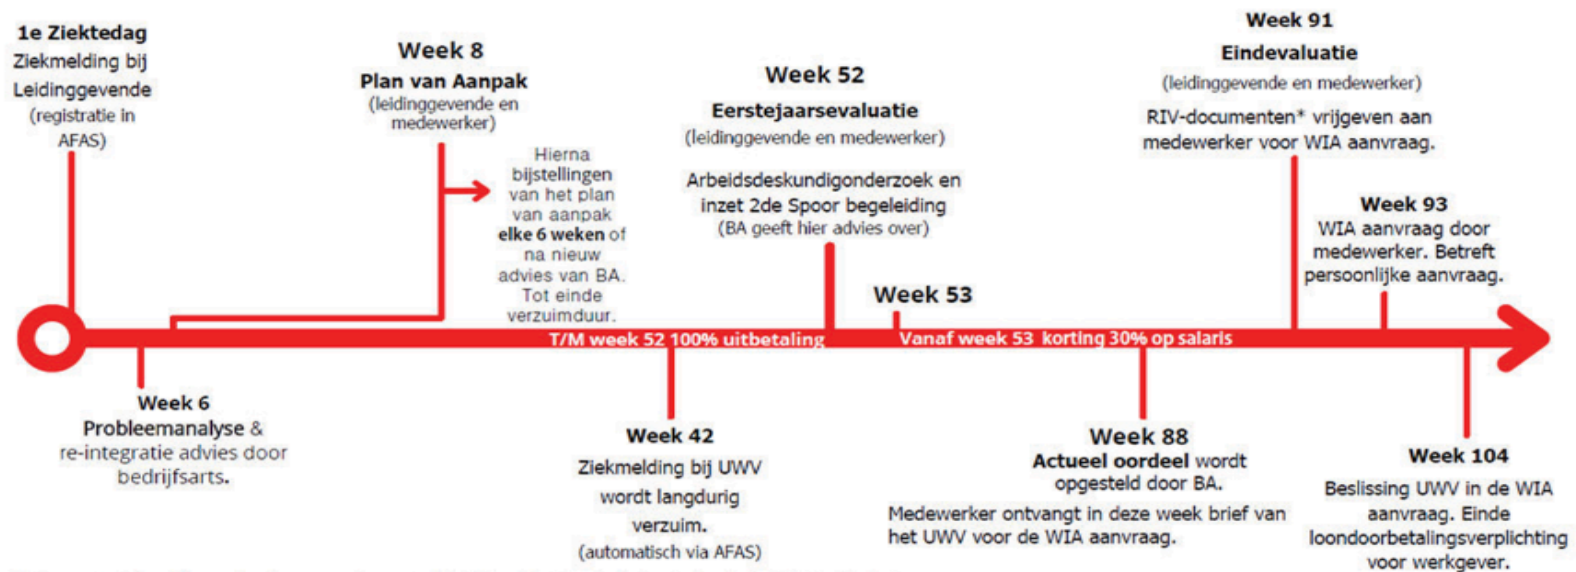 1e Ziektedag
Ziekmelding bij
Leidinggevende
(registratie in
AFAS)
Week 8
Plan van Aanpak
(leidinggevende en
medewerker)
Hierna
bijstellingen
van het plan
van aanpak
elke 6 weken of
na nieuw
advies van BA.
Tot einde
verzuimduur.
Week 52
Eerstejaarsevaluatie
(leidinggevende en medewerker)
Arbeidsdeskundigonderzoek en
inzet 2de Spoor begeleiding
(BA geeft hier advies over)
Week 53
Week 91
Eindevaluatie
(leidinggevende en medewerker)
RIV-documenten* vrijgeven aan
medewerker voor WIA aanvraag.
Week 93
WIA aanvraag door
medewerker. Betreft
persoonlijke aanvraag.
T/M week 52 100% uitbetaling
Vanaf week 53 korting 30% op salaris
Week 6
Probleemanalyse &
re-integratie advies door
bedrijfsarts.
Week 42
Ziekmelding bij UWV
wordt langdurig
verzuim.
(automatisch via AFAS)
Week 88
Actueel oordeel wordt
opgesteld door BA.
Medewerker ontvangt in deze week brief van
het UWV voor de WIA aanvraag.
Week 104
Beslissing UWV in de WIA
aanvraag. Einde
loondoorbetalingsverplichting
voor werkgever.